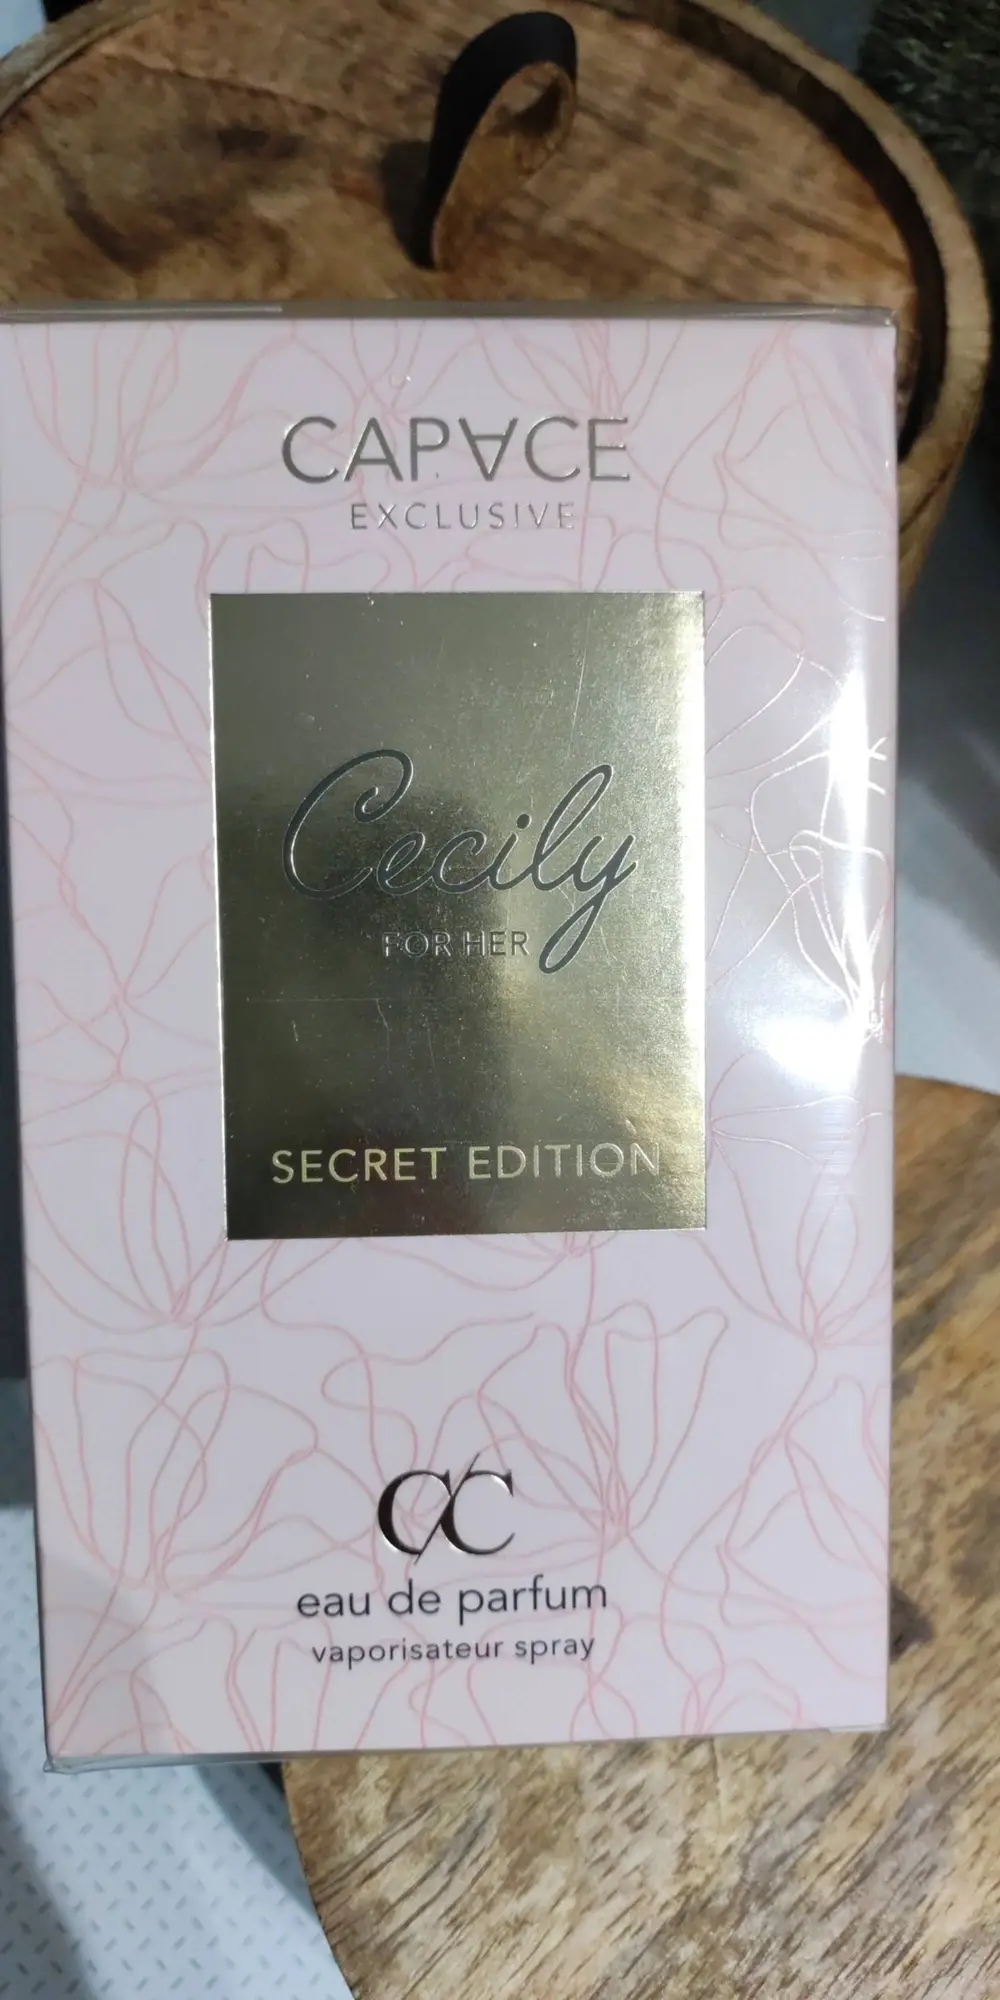 CAPACE
EXCLUSIVE
Cecily
FOR HER
SECRET EDITION
CC
eau de parfum
vaporisateur spray